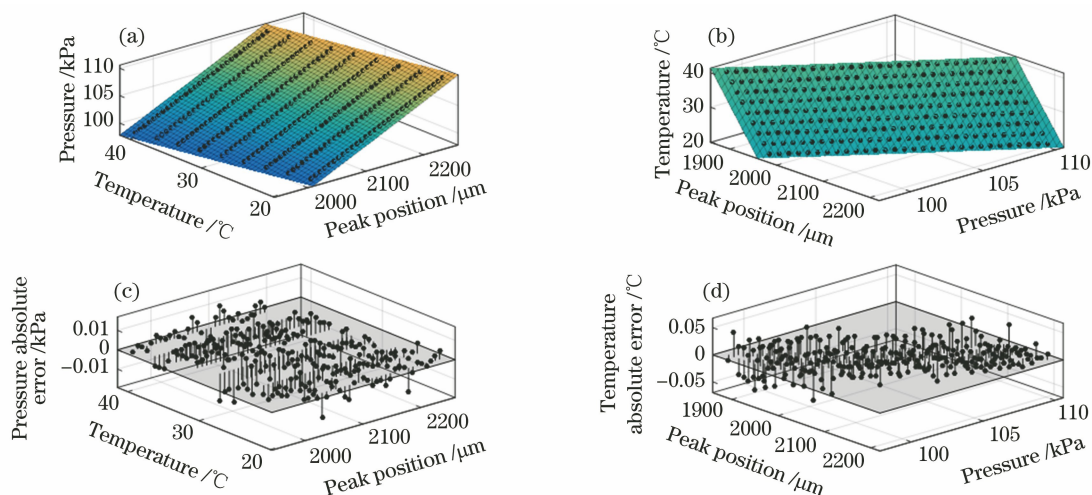 (a)
Pressure /kPa
110
105
100
40
30
20
Temperature /℃
2000
2100
2200
Peak position /μm
(b)
Temperature /℃
40
30
20
1900
2000
2100
2200
Peak position /μm
100
105
110
Pressure /kPa
(c)
Pressure absolute
error /kPa
0.01
0
−0.01
40
30
20
Temperature /℃
2000
2100
2200
Peak position /μm
(d)
Temperature
absolute error /℃
0.05
0
−0.05
1900
2000
2100
2200
Peak position /μm
100
105
110
Pressure /kPa